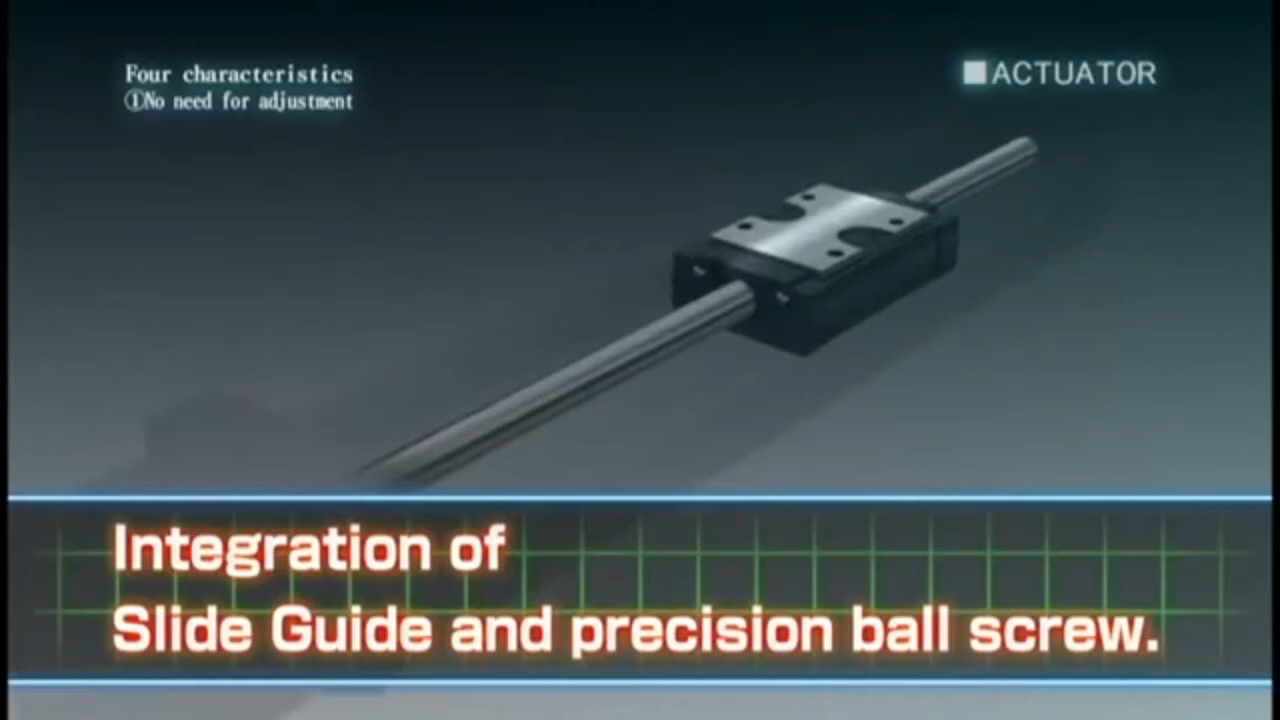 Four characteristics
①No need for adjustment
■ACTUATOR
Integration of
Slide Guide and precision ball screw.